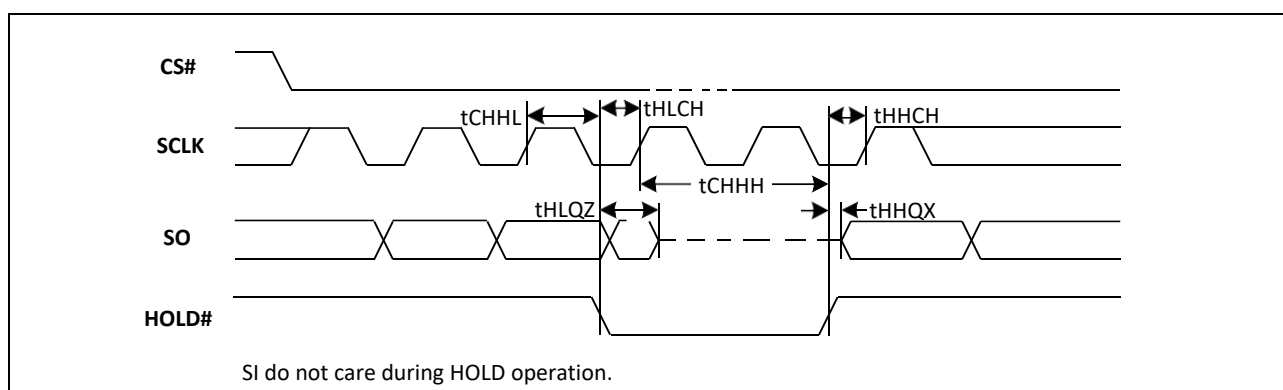 CS#
tCHHL
tHLCH
tHHCH
SCLK
tCHHH
tHLQZ
tHHQX
SO
HOLD#
SI do not care during HOLD operation.